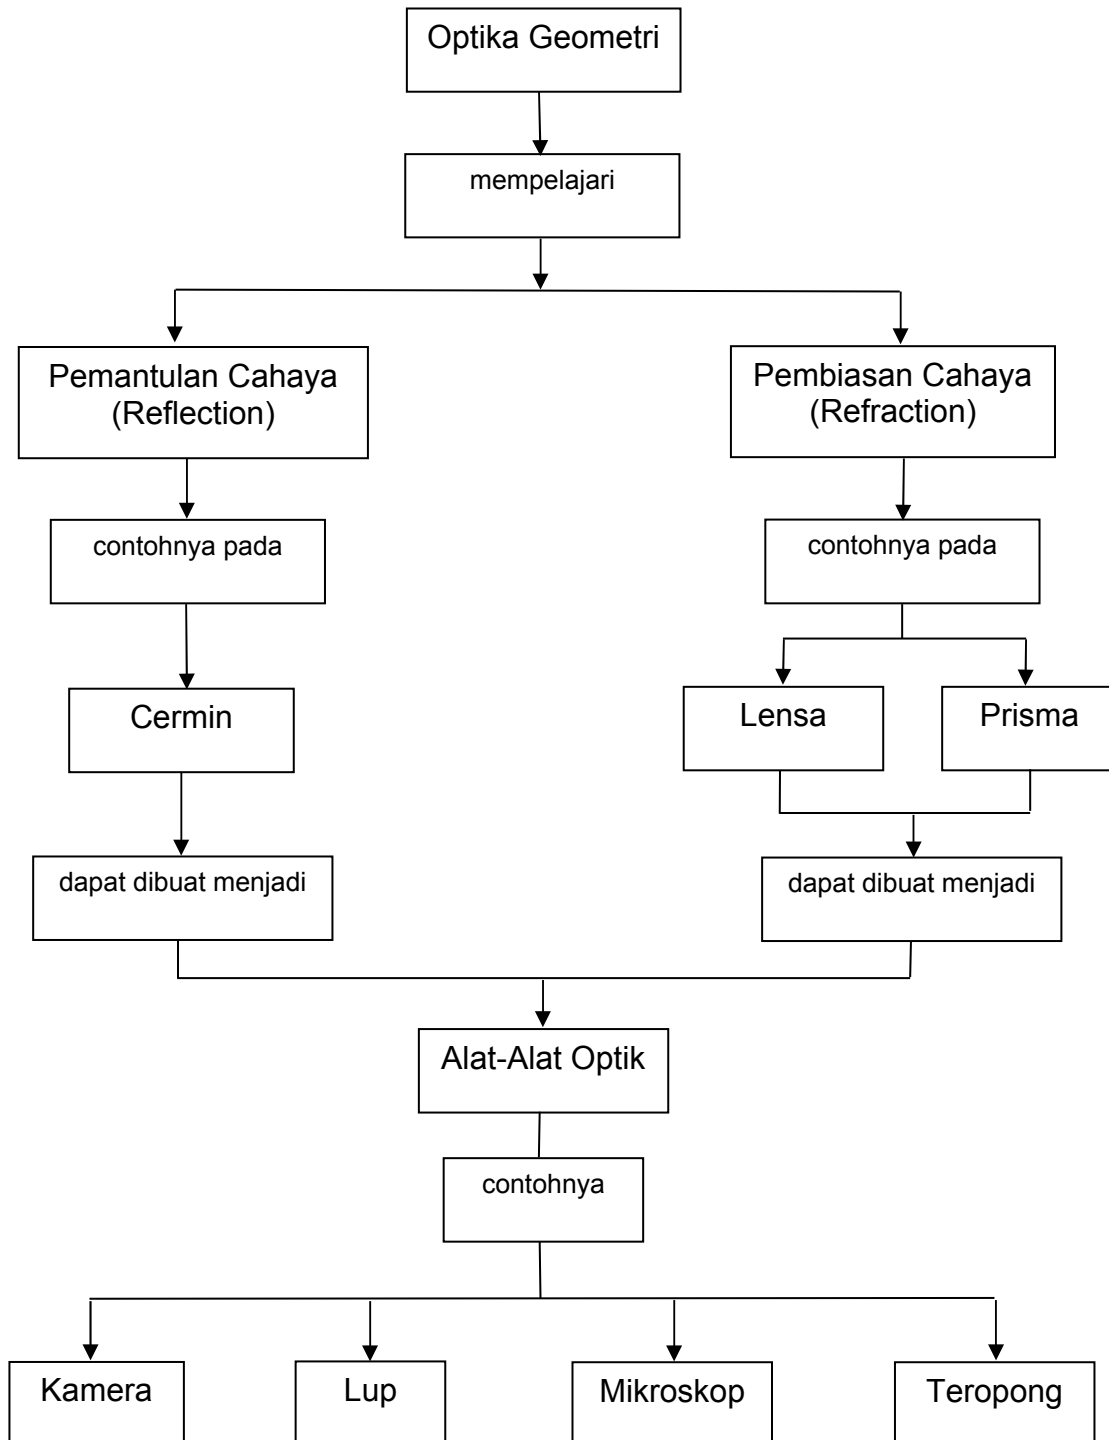 Optika Geometri
mempelajari
Pemantulan Cahaya
(Reflection)
Pembiasan Cahaya
(Refraction)
contohnya pada
contohnya pada
Cermin
Lensa
Prisma
dapat dibuat menjadi
dapat dibuat menjadi
Alat-Alat Optik
contohnya
Kamera
Lup
Mikroskop
Teropong